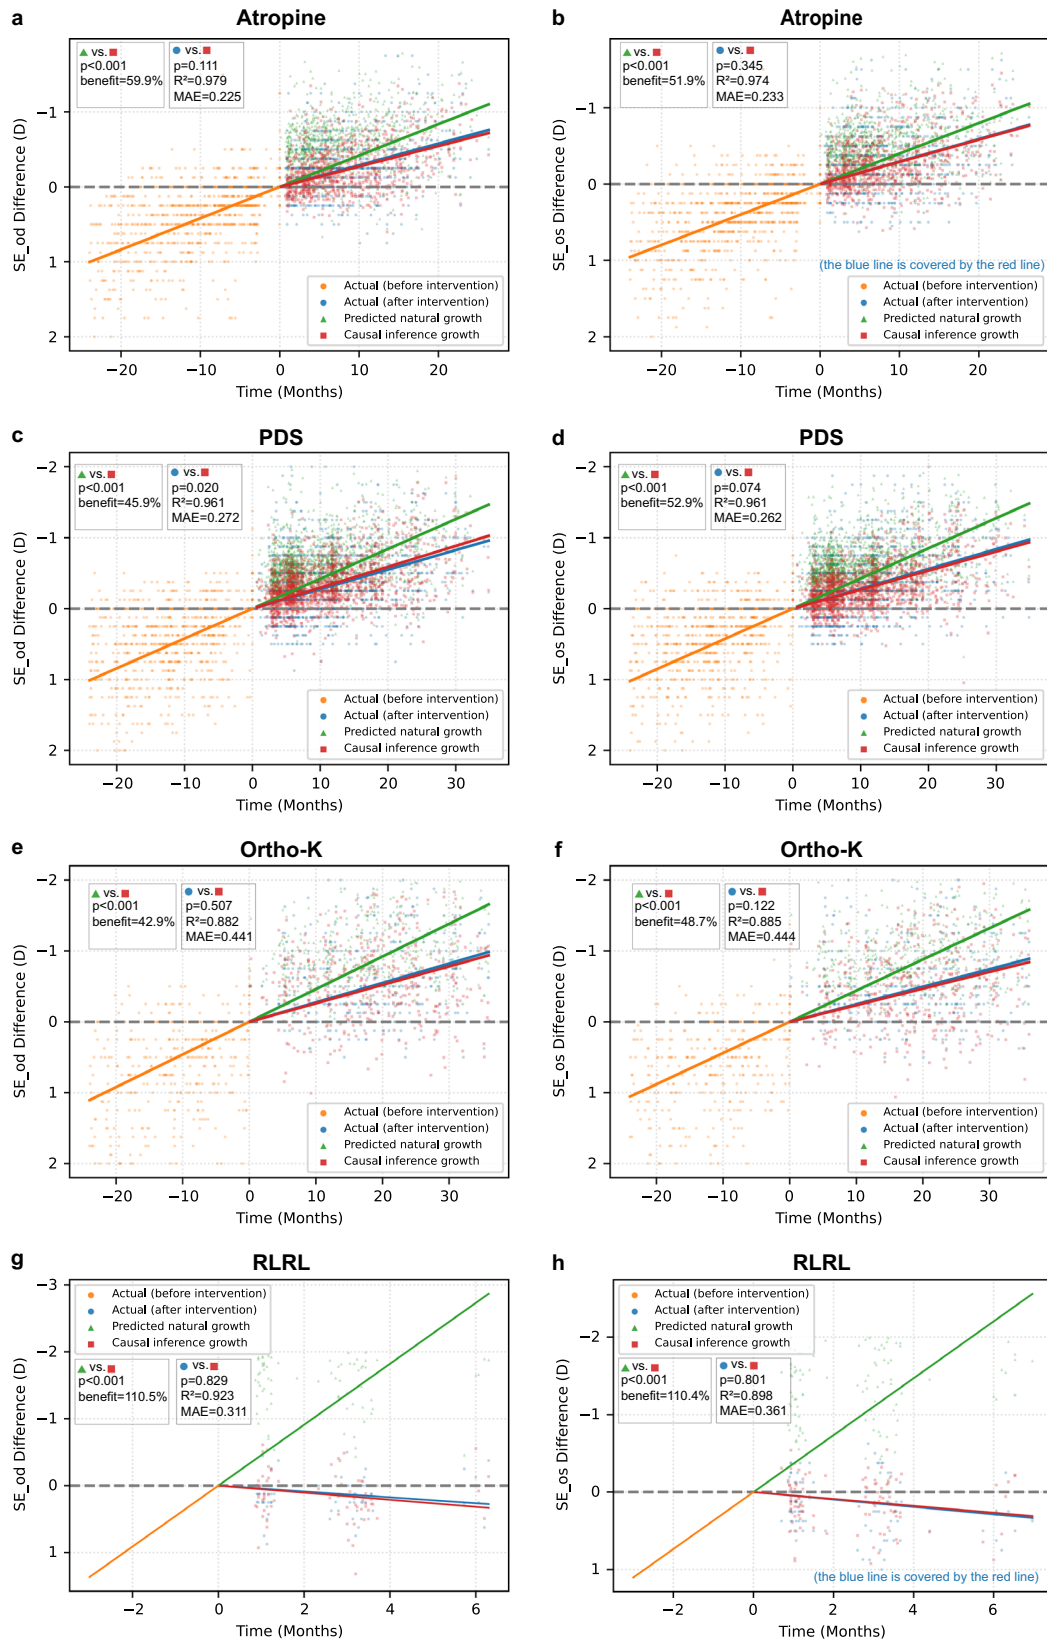 a
Atropine
▲ vs. ■
p<0.001
benefit=59.9%
● vs. ■
p=0.111
R²=0.979
MAE=0.225
−1
0
1
2
SE_od Difference (D)
Actual (before intervention)
Actual (after intervention)
Predicted natural growth
Causal inference growth
−20
−10
0
10
20
Time (Months)
b
Atropine
▲ vs. ■
p<0.001
benefit=51.9%
● vs. ■
p=0.345
R²=0.974
MAE=0.233
−1
0
1
2
SE_os Difference (D)
(the blue line is covered by the red line)
Actual (before intervention)
Actual (after intervention)
Predicted natural growth
Causal inference growth
−20
−10
0
10
20
Time (Months)
c
PDS
▲ vs. ■
p<0.001
benefit=45.9%
● vs. ■
p=0.020
R²=0.961
MAE=0.272
−2
−1
0
1
2
SE_od Difference (D)
Actual (before intervention)
Actual (after intervention)
Predicted natural growth
Causal inference growth
−20
−10
0
10
20
30
Time (Months)
d
PDS
▲ vs. ■
p<0.001
benefit=52.9%
● vs. ■
p=0.074
R²=0.961
MAE=0.262
−2
−1
0
1
2
SE_os Difference (D)
Actual (before intervention)
Actual (after intervention)
Predicted natural growth
Causal inference growth
−20
−10
0
10
20
30
Time (Months)
e
Ortho-K
▲ vs. ■
p<0.001
benefit=42.9%
● vs. ■
p=0.507
R²=0.882
MAE=0.441
−2
−1
0
1
2
SE_od Difference (D)
Actual (before intervention)
Actual (after intervention)
Predicted natural growth
Causal inference growth
−20
−10
0
10
20
30
Time (Months)
f
Ortho-K
▲ vs. ■
p<0.001
benefit=48.7%
● vs. ■
p=0.122
R²=0.885
MAE=0.444
−2
−1
0
1
2
SE_os Difference (D)
Actual (before intervention)
Actual (after intervention)
Predicted natural growth
Causal inference growth
−20
−10
0
10
20
30
Time (Months)
g
RLRL
Actual (before intervention)
Actual (after intervention)
Predicted natural growth
Causal inference growth
▲ vs. ■
p<0.001
benefit=110.5%
● vs. ■
p=0.829
R²=0.923
MAE=0.311
−3
−2
−1
0
1
SE_od Difference (D)
−2
0
2
4
6
Time (Months)
h
RLRL
Actual (before intervention)
Actual (after intervention)
Predicted natural growth
Causal inference growth
▲ vs. ■
p<0.001
benefit=110.4%
● vs. ■
p=0.801
R²=0.898
MAE=0.361
−2
−1
0
1
SE_os Difference (D)
(the blue line is covered by the red line)
−2
0
2
4
6
Time (Months)